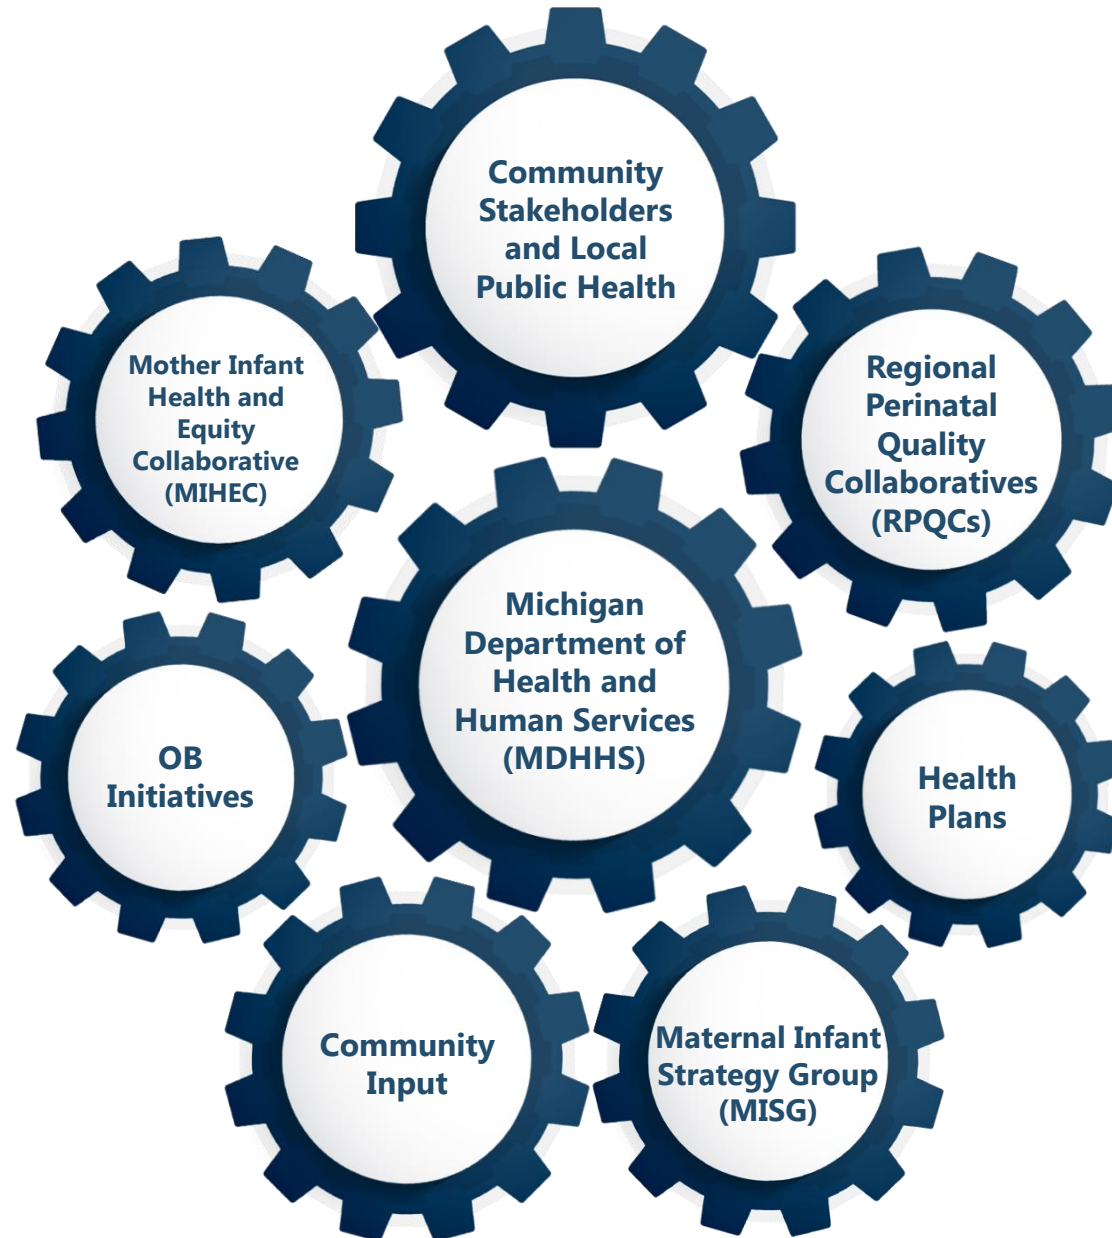 Community
Stakeholders
and Local
Public Health
Mother Infant
Health and
Equity
Collaborative
(MIHEC)
Regional
Perinatal
Quality
Collaboratives
(RPQCs)
Michigan
Department of
Health and
Human Services
(MDHHS)
OB
Initiatives
Health
Plans
Community
Input
Maternal Infant
Strategy Group
(MISG)